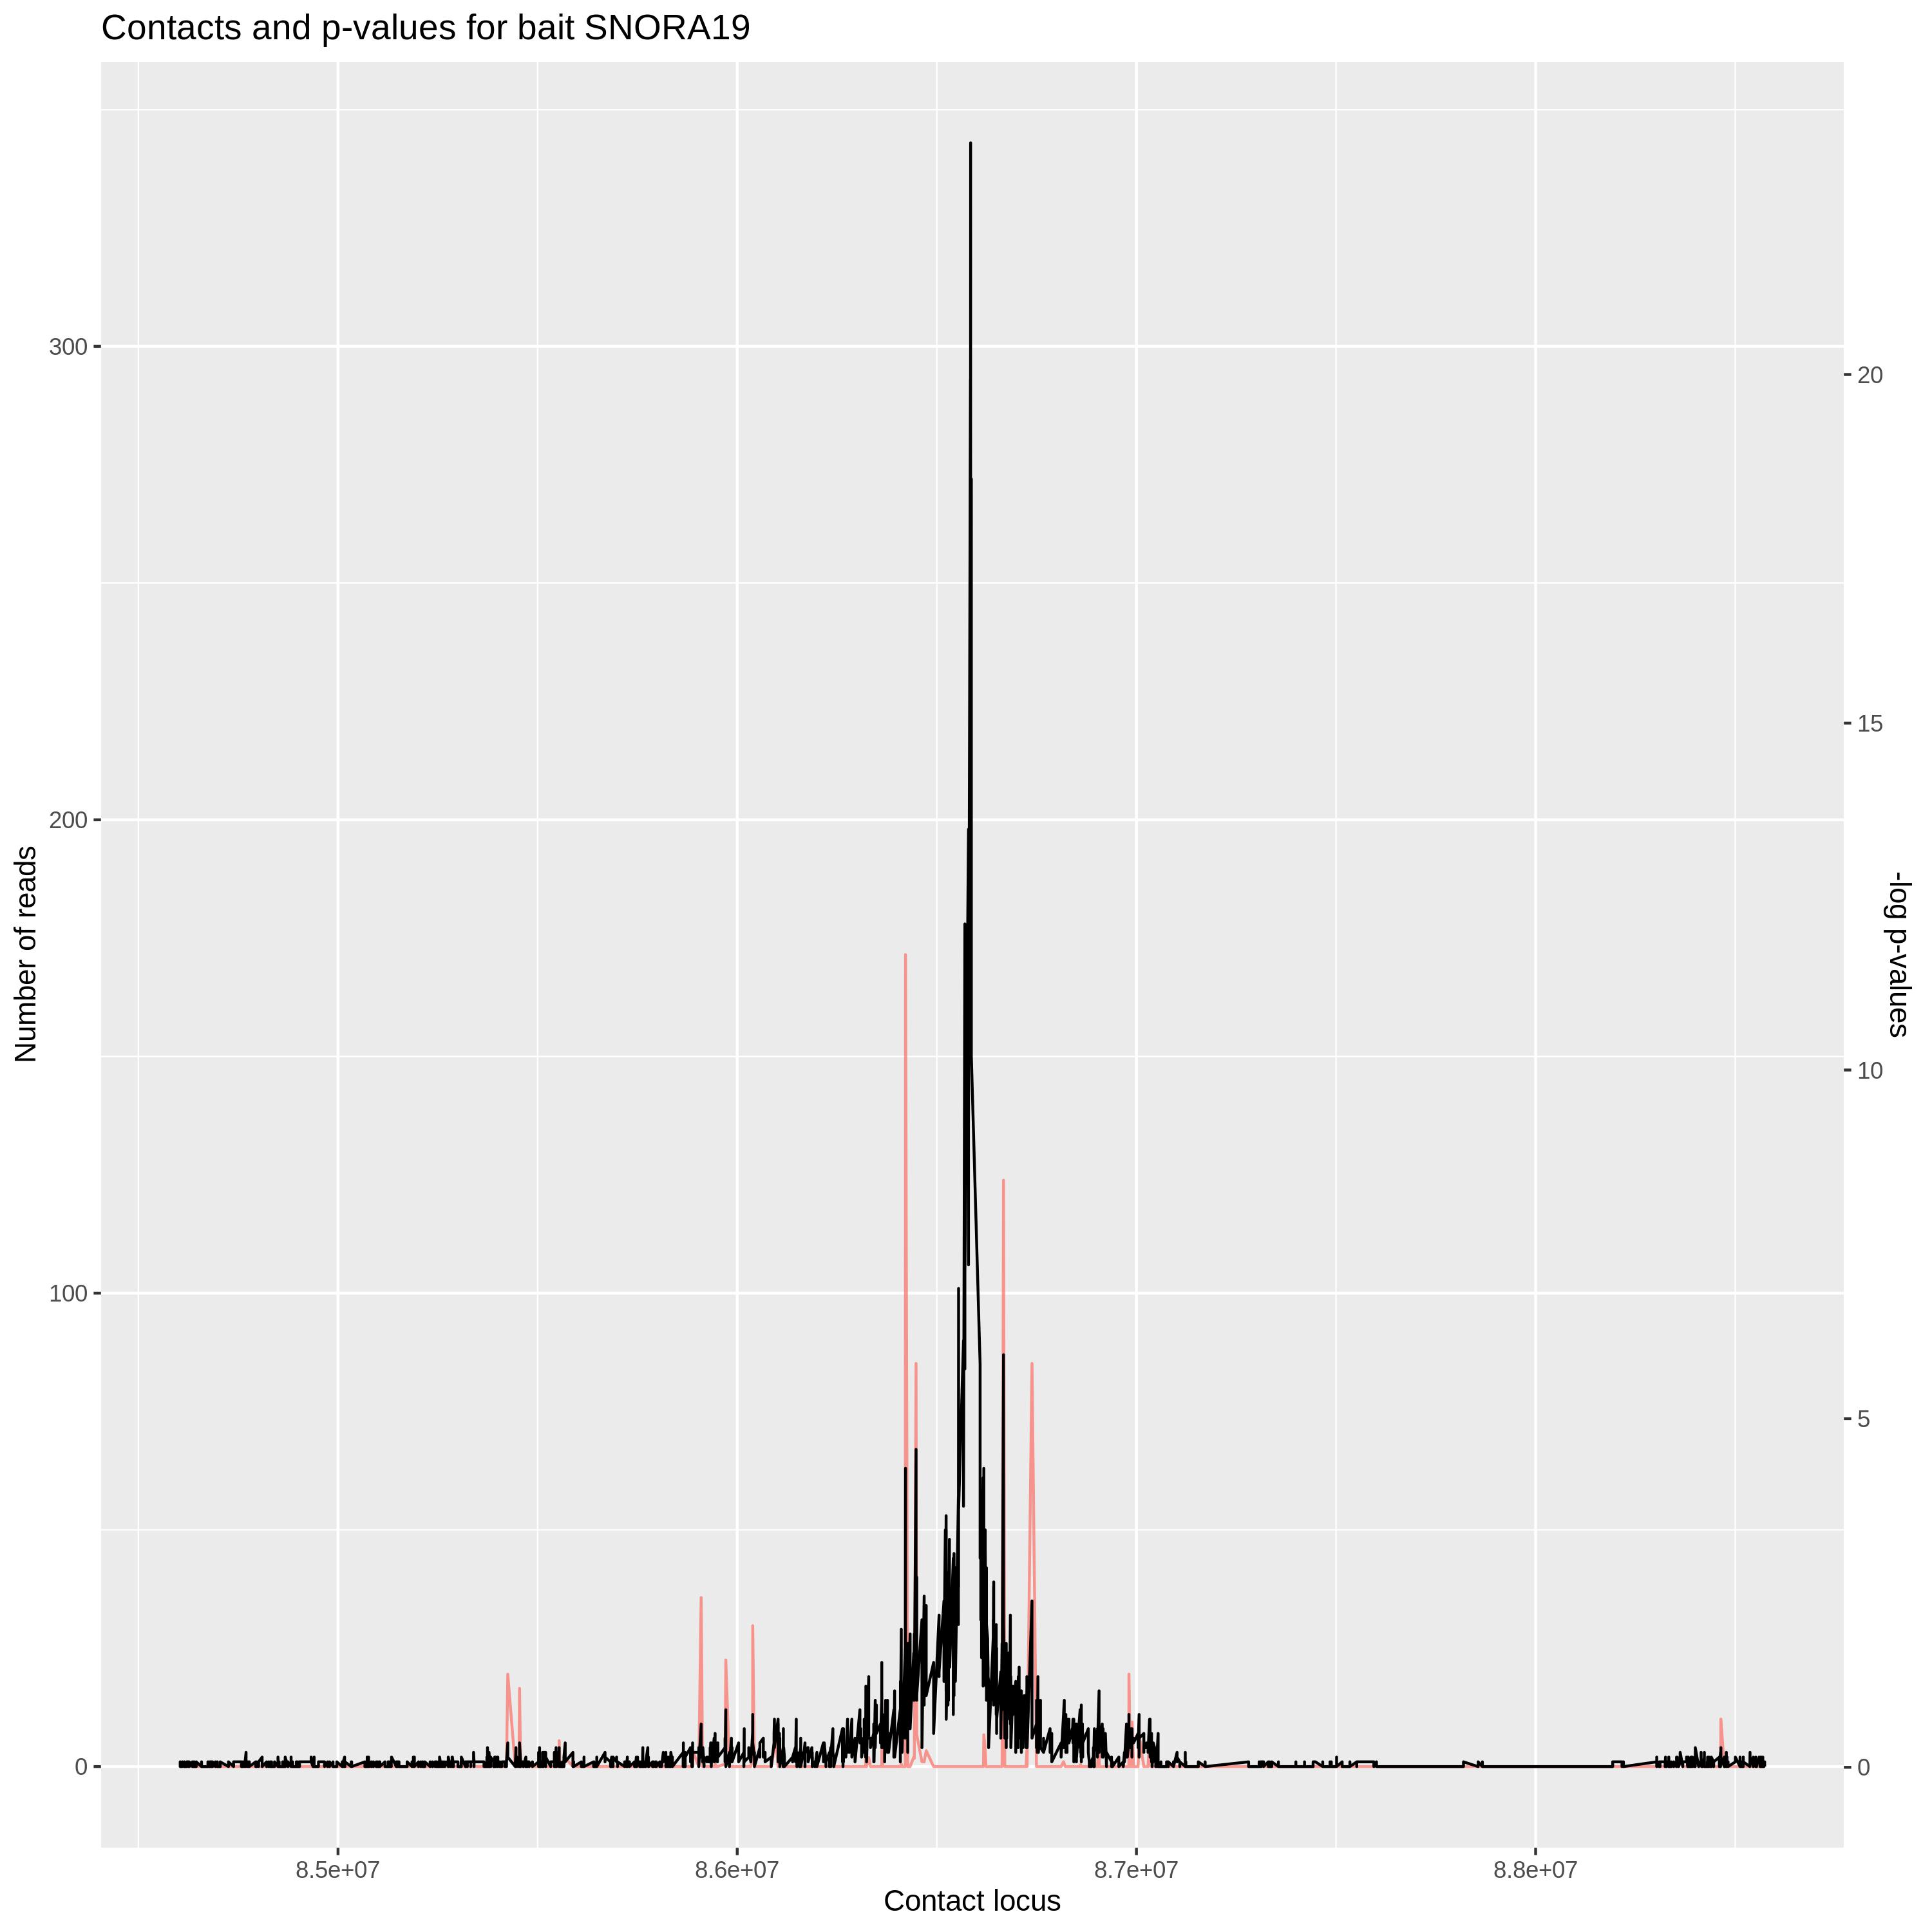 Contacts and p-values for bait SNORA19
300
200
100
0
Number of reads
20
15
10
5
0
-log p-values
8.5e+07
8.6e+07
8.7e+07
8.8e+07
Contact locus